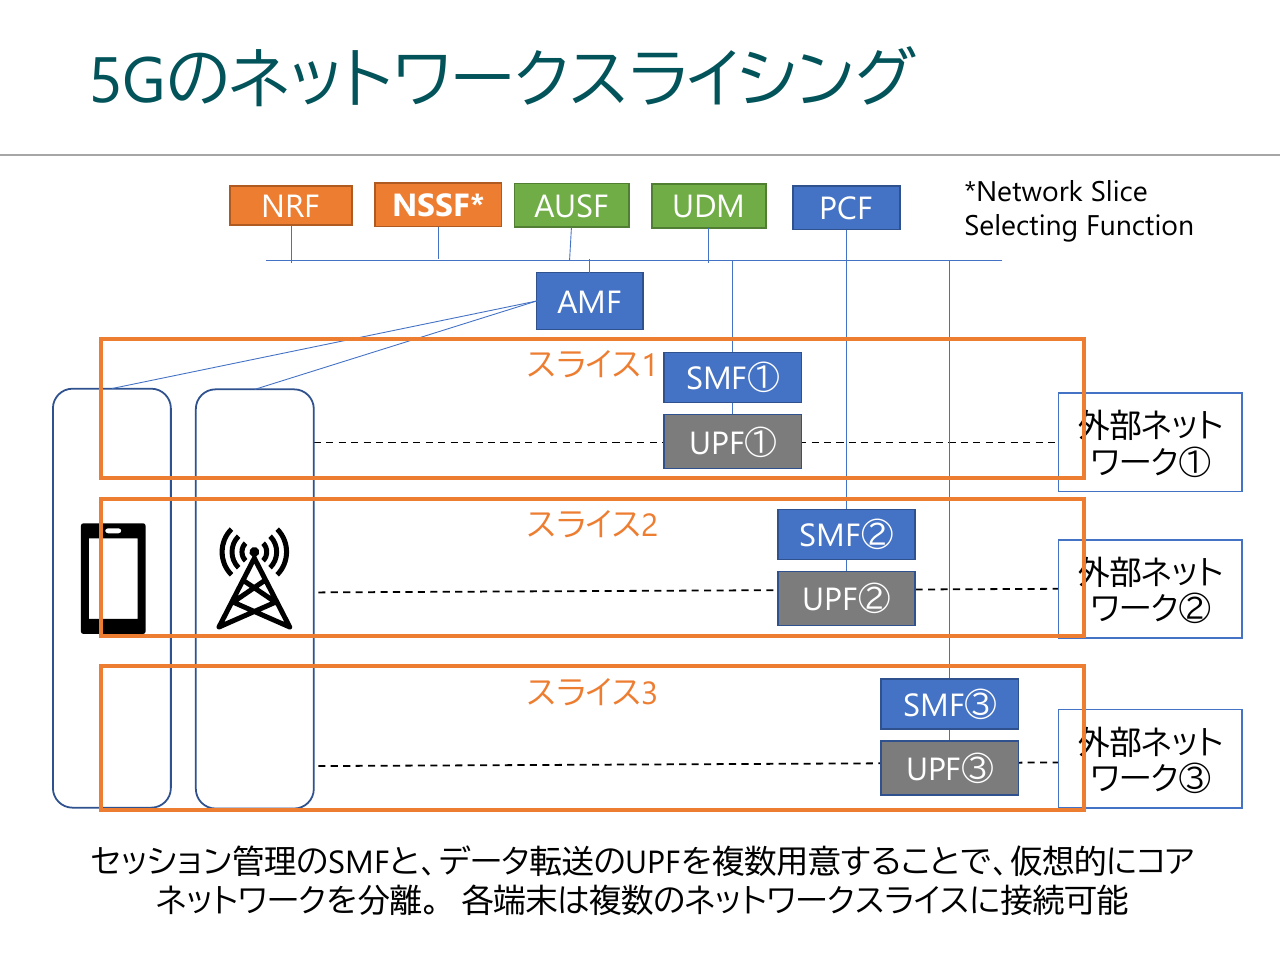 5Gのネットワークスライシング
NRF
NSSF*
AUSF
UDM
PCF
*Network Slice
Selecting Function
AMF
スライス1
SMF①
UPF①
外部ネット
ワーク①
スライス2
SMF②
UPF②
外部ネット
ワーク②
スライス3
SMF③
UPF③
外部ネット
ワーク③
セッション管理のSMFと、データ転送のUPFを複数用意することで、仮想的にコア
ネットワークを分離。 各端末は複数のネットワークスライスに接続可能